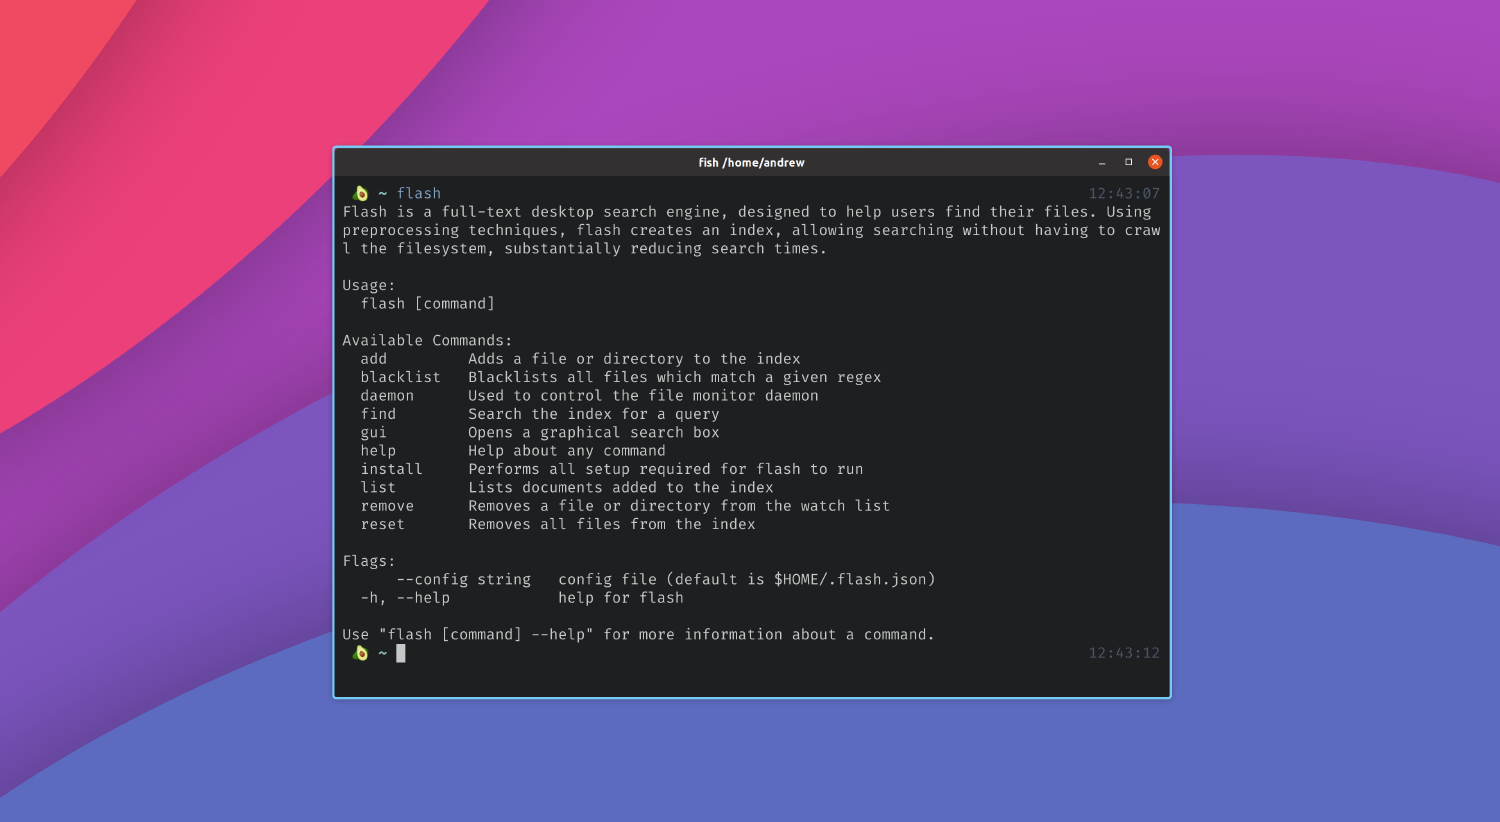 fish /home/andrew
~ flash 12:43:07
Flash is a full-text desktop search engine, designed to help users find their files. Using
preprocessing techniques, flash creates an index, allowing searching without having to craw
l the filesystem, substantially reducing search times.
Usage:
flash [command]
Available Commands:
add Adds a file or directory to the index
blacklist Blacklists all files which match a given regex
daemon Used to control the file monitor daemon
find Search the index for a query
gui Opens a graphical search box
help Help about any command
install Performs all setup required for flash to run
list Lists documents added to the index
remove Removes a file or directory from the watch list
reset Removes all files from the index
Flags:
--config string config file (default is $HOME/.flash.json)
-h, --help help for flash
Use "flash [command] --help" for more information about a command.
~ 12:43:12